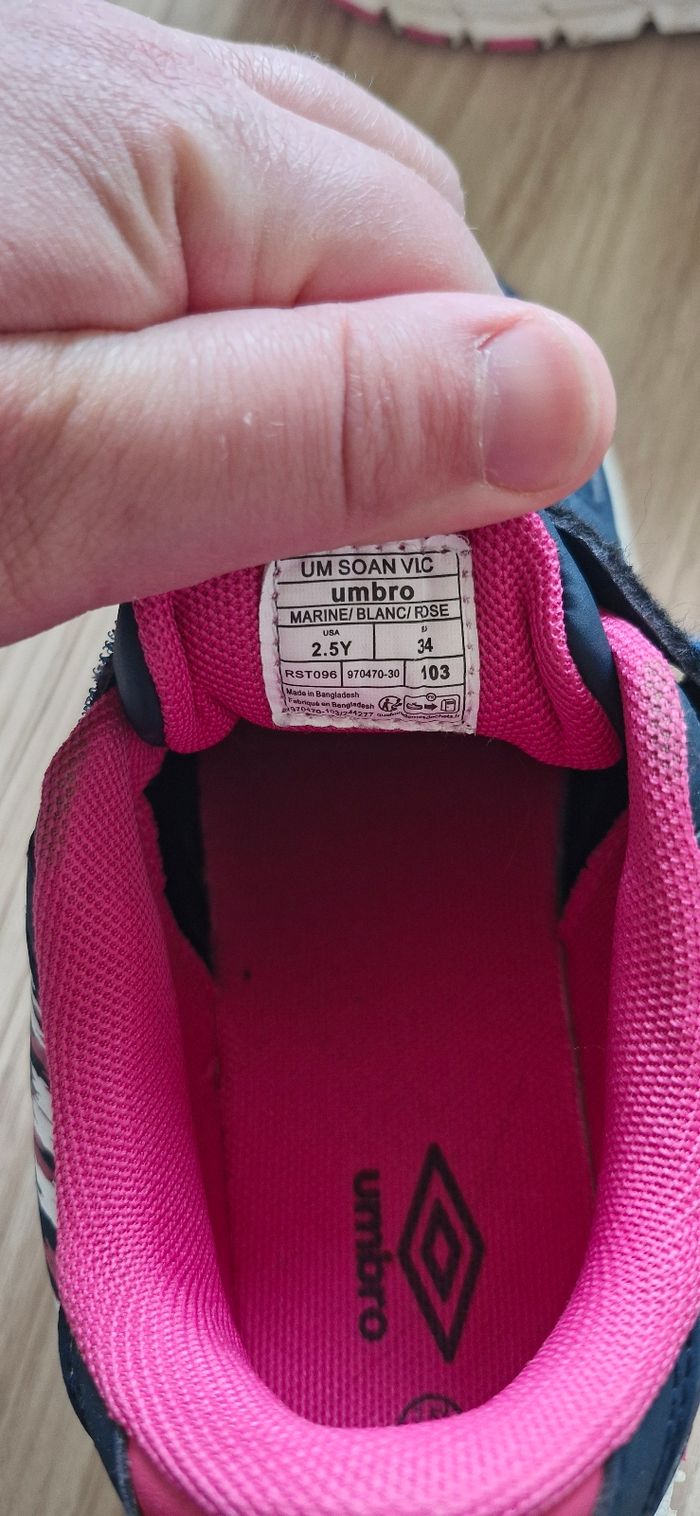 UM SOAN VIC
umbro
MARINE/ BLANC/ ROSE
USA
2.5Y 34
RST096 970470-30 103
Made in Bangladesh
Fabriqué en Bangladesh
umbro